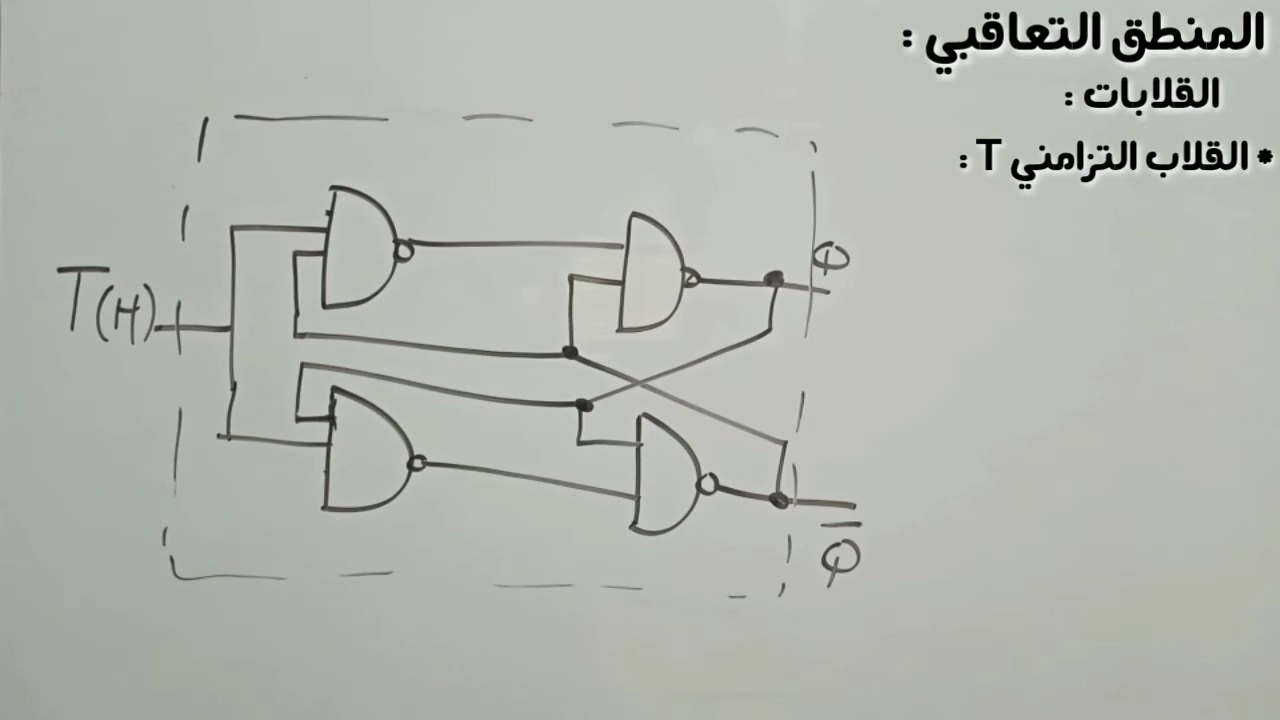 المنطق التعاقبي :
القلابات :
* القلاب التزامني T :
T(H)
Q
Q̅